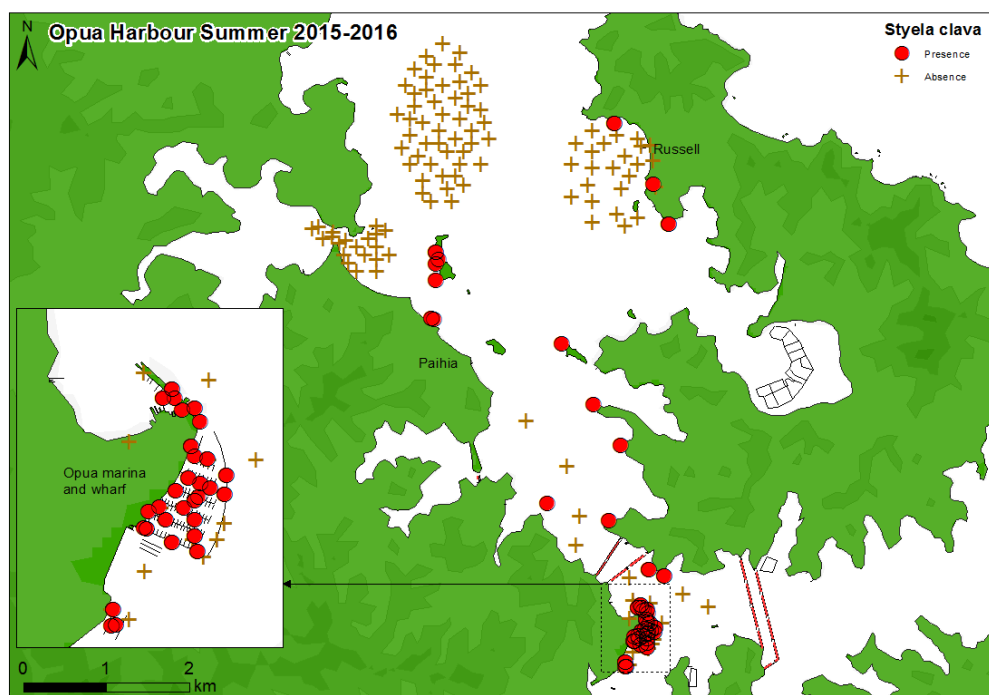 Opua Harbour Summer 2015-2016
N
Styela clava
Presence
Absence
Russell
Paihia
Opua marina
and wharf
0 1 2
km